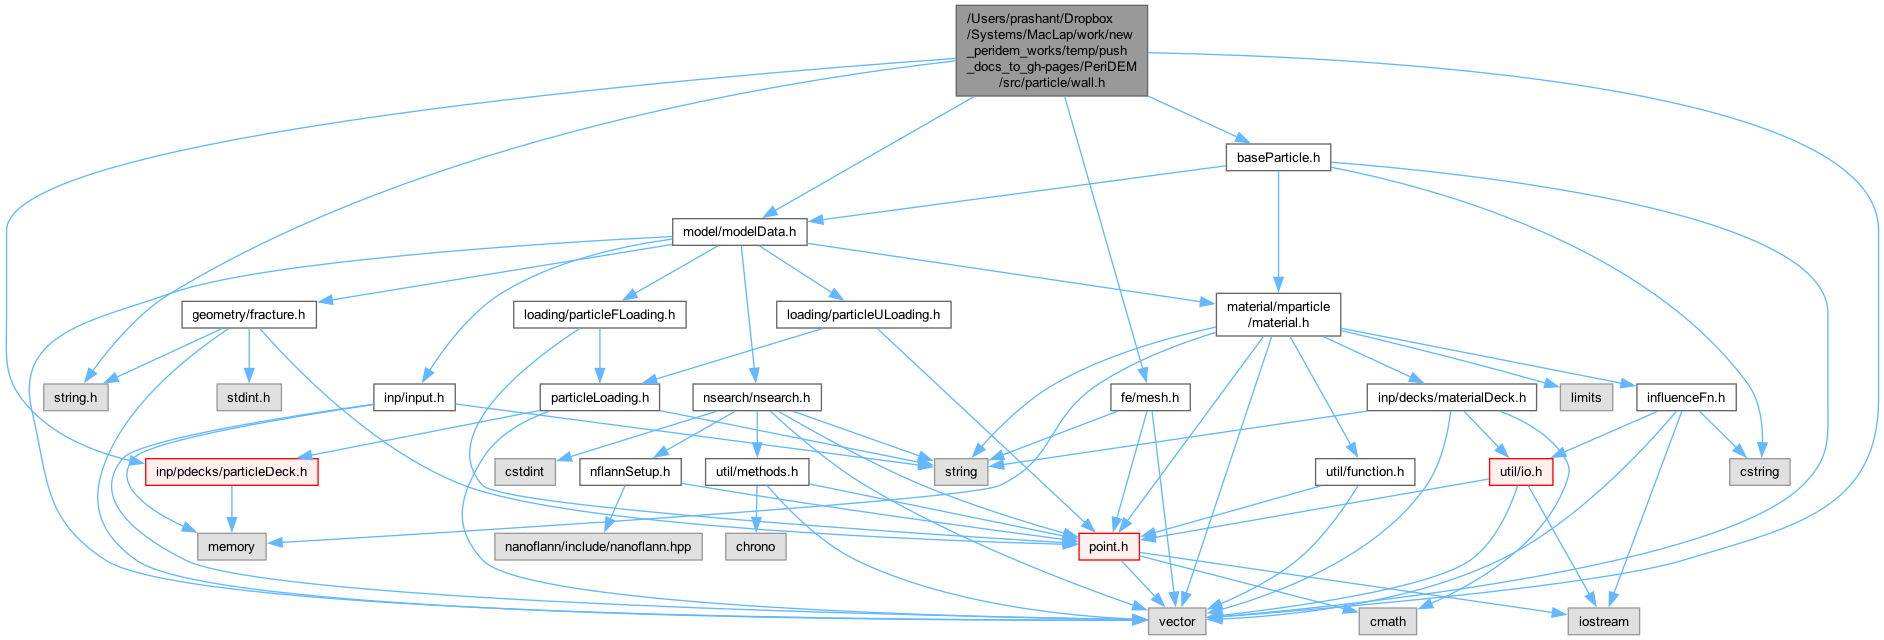 /Users/prashant/Dropbox
/Systems/MacLap/work/new
_peridem_works/temp/push
_docs_to_gh-pages/PeriDEM
/src/particle/wall.h
baseParticle.h
model/modelData.h
geometry/fracture.h
loading/particleFLoading.h
loading/particleULoading.h
material/mparticle
/material.h
string.h
stdint.h
inp/input.h
particleLoading.h
nsearch/nsearch.h
fe/mesh.h
inp/decks/materialDeck.h
limits
influenceFn.h
inp/pdecks/particleDeck.h
cstdint
nflannSetup.h
util/methods.h
string
util/function.h
util/io.h
cstring
memory
nanoflann/include/nanoflann.hpp
chrono
point.h
vector
cmath
iostream